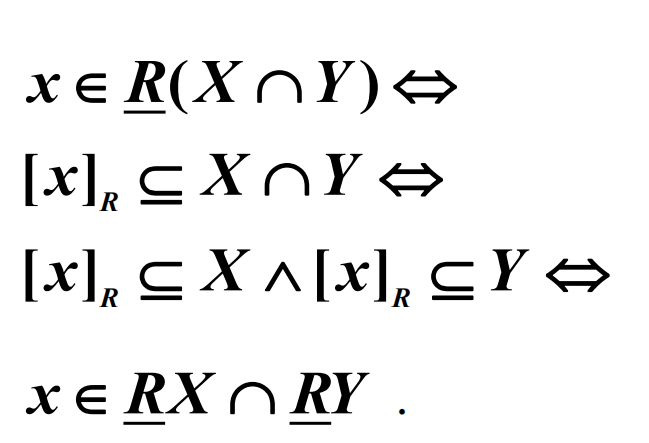 x ∈ R̲(X ∩ Y) ⇔
[x]_R ⊆ X ∩ Y ⇔
[x]_R ⊆ X ∧ [x]_R ⊆ Y ⇔
x ∈ R̲X ∩ R̲Y .